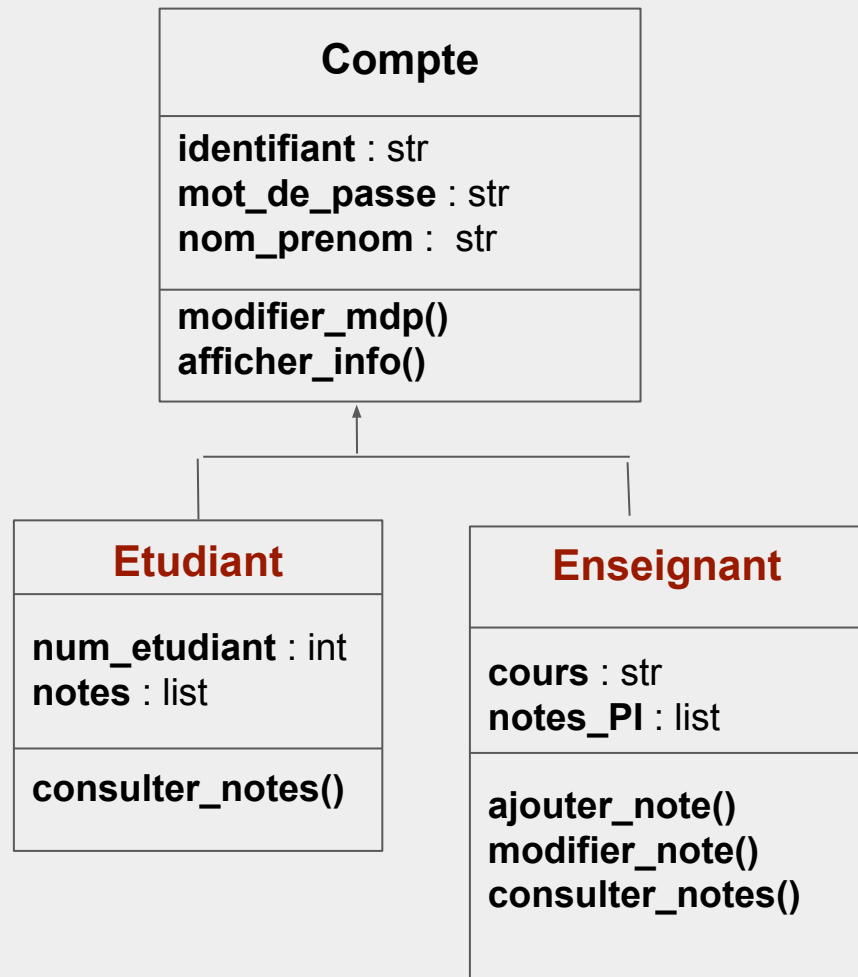 Compte
identifiant : str
mot_de_passe : str
nom_prenom : str
modifier_mdp()
afficher_info()
Etudiant
num_etudiant : int
notes : list
consulter_notes()
Enseignant
cours : str
notes_PI : list
ajouter_note()
modifier_note()
consulter_notes()